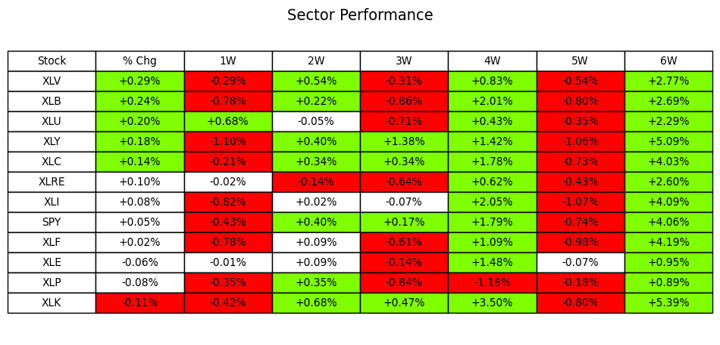 Sector Performance
Stock % Chg 1W 2W 3W 4W 5W 6W
XLV +0.29% -0.29% +0.54% -0.31% +0.83% -0.54% +2.77%
XLB +0.24% -0.78% +0.22% -0.86% +2.01% -0.80% +2.69%
XLU +0.20% +0.68% -0.05% -0.71% +0.43% -0.35% +2.29%
XLY +0.18% -1.10% +0.40% +1.38% +1.42% -1.06% +5.09%
XLC +0.14% -0.21% +0.34% +0.34% +1.78% -0.73% +4.03%
XLRE +0.10% -0.02% -0.14% -0.64% +0.62% -0.43% +2.60%
XLI +0.08% -0.82% +0.02% -0.07% +2.05% -1.07% +4.09%
SPY +0.05% -0.43% +0.40% +0.17% +1.79% -0.74% +4.06%
XLF +0.02% -0.78% +0.09% -0.61% +1.09% -0.98% +4.19%
XLE -0.06% -0.01% +0.09% -0.14% +1.48% -0.07% +0.95%
XLP -0.08% -0.35% +0.35% -0.84% -1.18% -0.18% +0.89%
XLK -0.11% -0.42% +0.68% +0.47% +3.50% -0.80% +5.39%